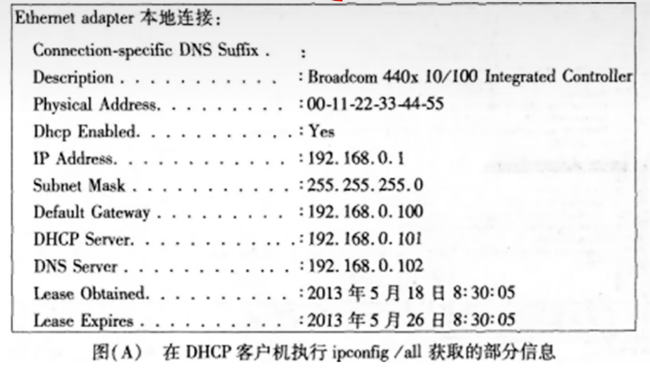 Ethernet adapter 本地连接:
Connection-specific DNS Suffix . :
Description . . . . . . . . . . . : Broadcom 440x 10/100 Integrated Controller
Physical Address. . . . . . . . . : 00-11-22-33-44-55
Dhcp Enabled. . . . . . . . . . . : Yes
IP Address. . . . . . . . . . . . : 192.168.0.1
Subnet Mask . . . . . . . . . . . : 255.255.255.0
Default Gateway . . . . . . . . . : 192.168.0.100
DHCP Server. . . . . . . . . . . : 192.168.0.101
DNS Server . . . . . . . . . . . : 192.168.0.102
Lease Obtained. . . . . . . . . . : 2013 年 5 月 18 日 8:30:05
Lease Expires . . . . . . . . . . : 2013 年 5 月 26 日 8:30:05
图(A) 在 DHCP 客户机执行 ipconfig /all 获取的部分信息